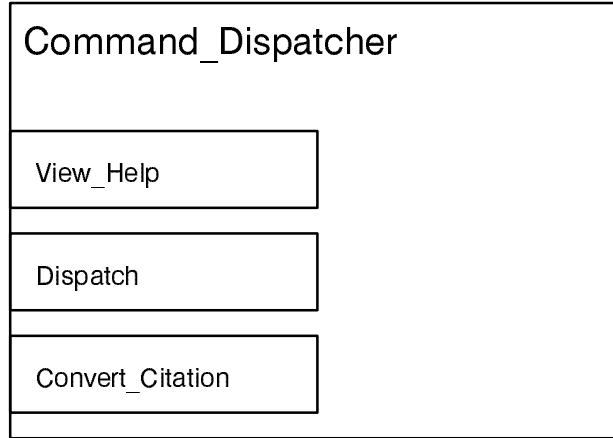 Command_Dispatcher
View_Help
Dispatch
Convert_Citation